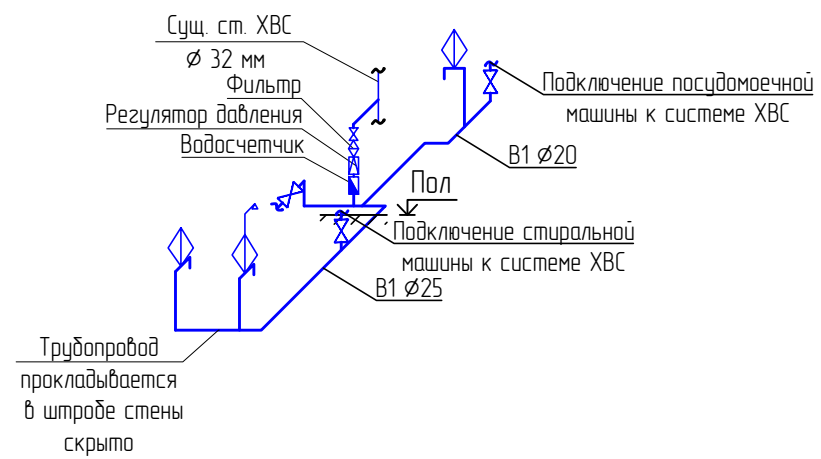 Сущ. ст. ХВС
Ø 32 мм
Фильтр
Регулятор давления
Водосчетчик
Подключение посудомоечной
машины к системе ХВС
В1 Ø20
Пол
Подключение стиральной
машины к системе ХВС
В1 Ø25
Трубопровод
прокладывается
в штробе стены
скрыто